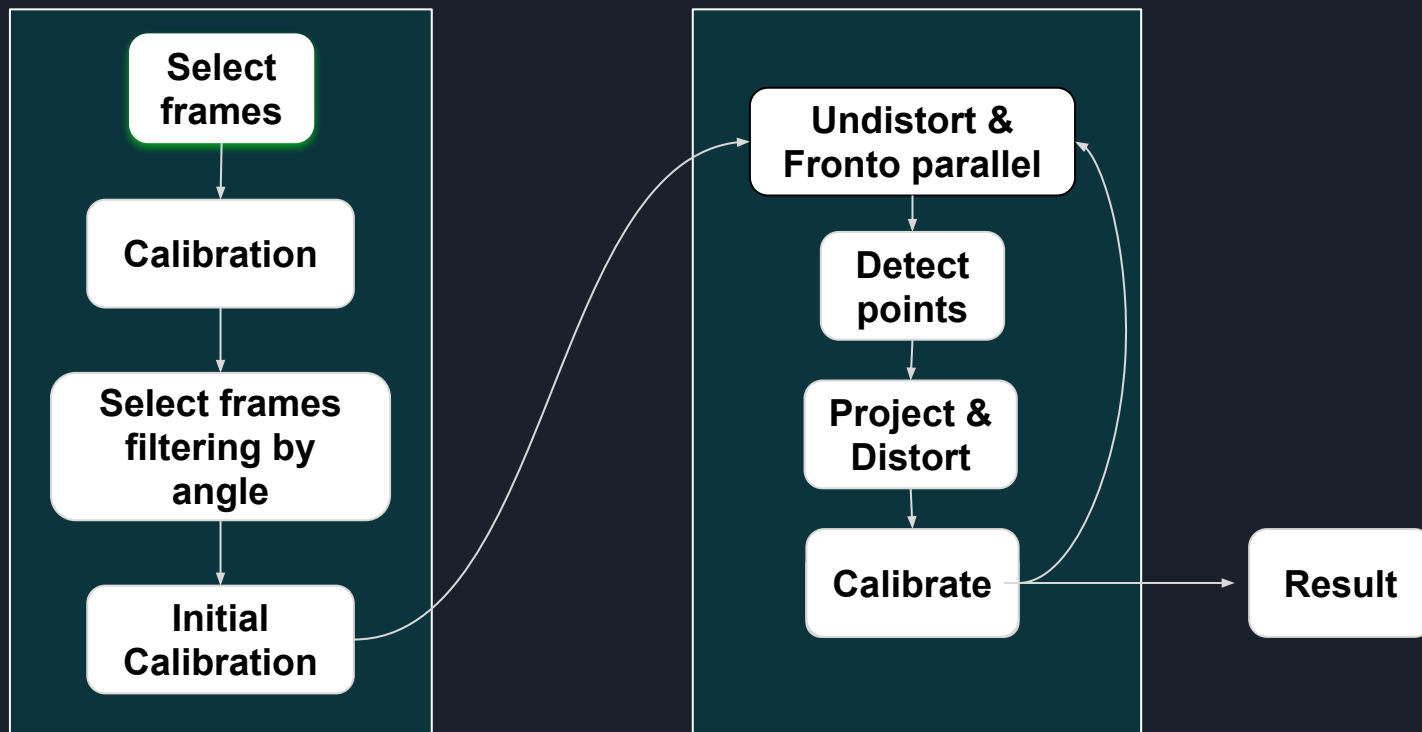 Select
frames
Calibration
Select frames
filtering by
angle
Initial
Calibration
Undistort &
Fronto parallel
Detect
points
Project &
Distort
Calibrate
Result